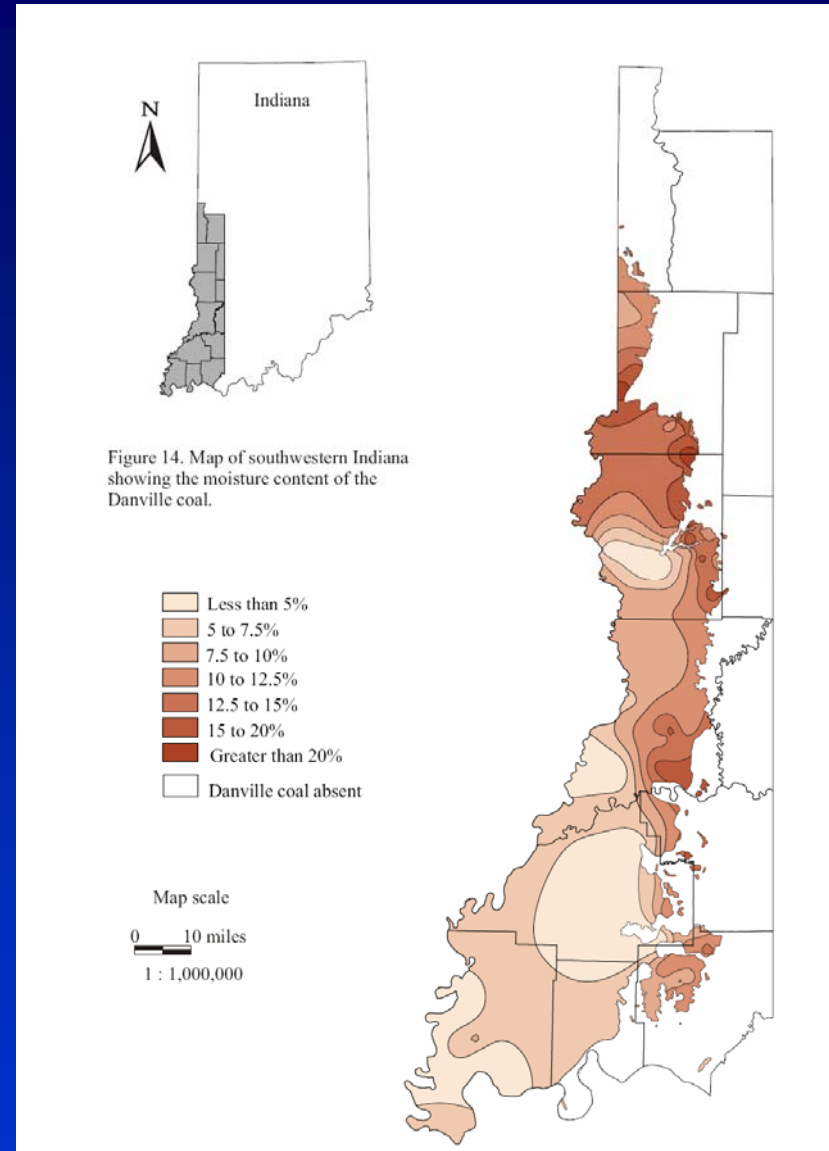 N
Indiana
Figure 14. Map of southwestern Indiana
showing the moisture content of the
Danville coal.
Less than 5%
5 to 7.5%
7.5 to 10%
10 to 12.5%
12.5 to 15%
15 to 20%
Greater than 20%
Danville coal absent
Map scale
0 10 miles
1 : 1,000,000